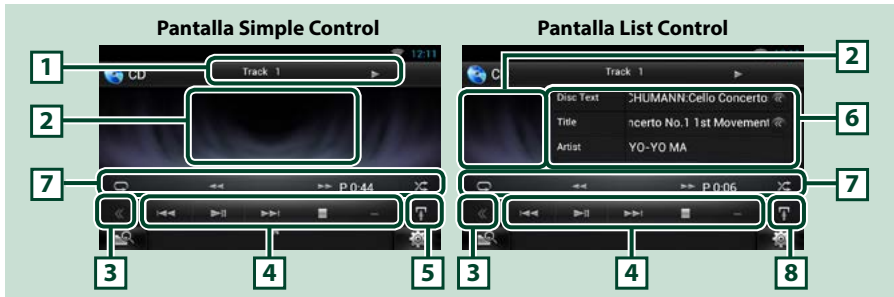 Pantalla Simple Control
Pantalla List Control
12:11
CD
Track 1
Track 1
Disc Text
CHUMANN:Cello Concerto
Title
ncerto No.1 1st Movement
Artist
YO-YO MA
P 0:44
P 0:06
1
2
7
3
4
5
2
6
7
3
4
8